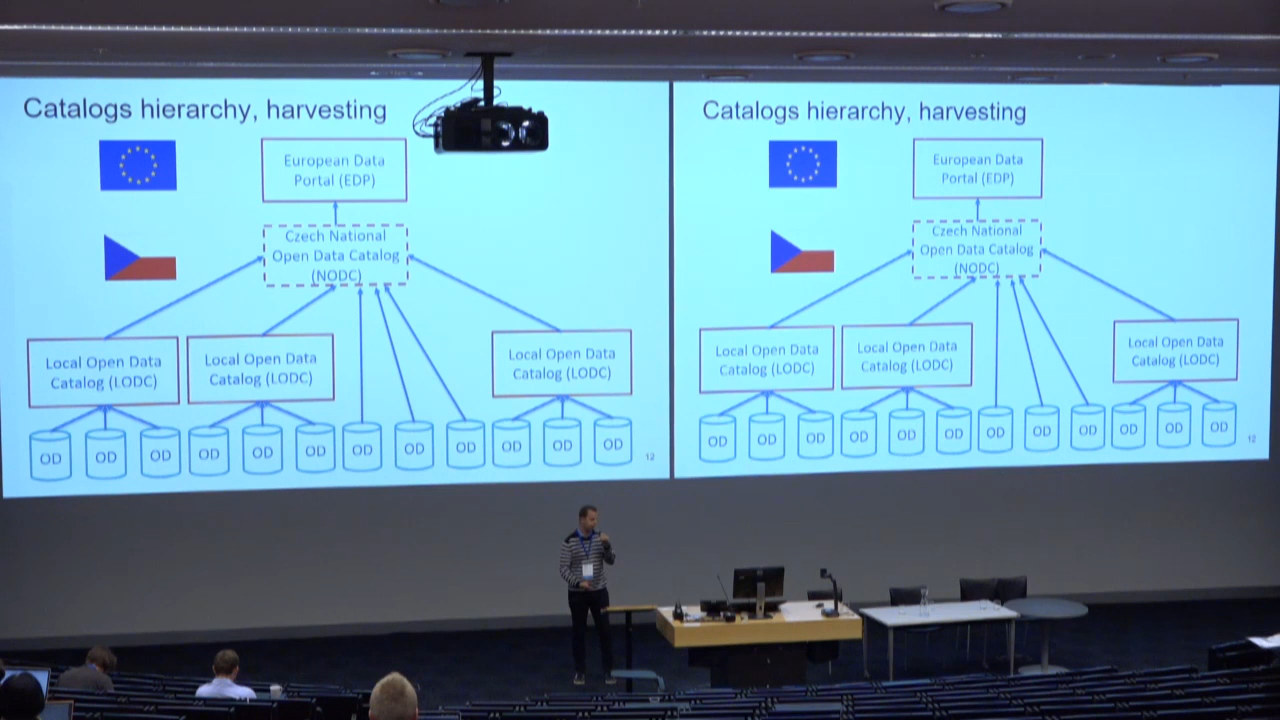 Catalogs hierarchy, harvesting
European Data
Portal (EDP)
Czech National
Open Data Catalog
(NODC)
Local Open Data
Catalog (LODC)
Local Open Data
Catalog (LODC)
Local Open Data
Catalog (LODC)
OD OD OD OD OD OD OD OD OD OD OD OD
12
Catalogs hierarchy, harvesting
European Data
Portal (EDP)
Czech National
Open Data Catalog
(NODC)
Local Open Data
Catalog (LODC)
Local Open Data
Catalog (LODC)
Local Open Data
Catalog (LODC)
OD OD OD OD OD OD OD OD OD OD OD OD
12